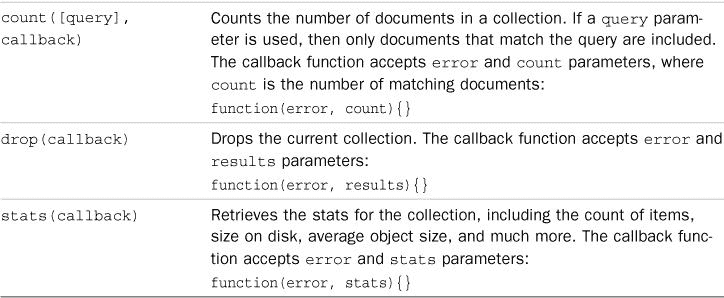 count([query],
callback)
Counts the number of documents in a collection. If a query param-
eter is used, then only documents that match the query are included.
The callback function accepts error and count parameters, where
count is the number of matching documents:
function(error, count){}
drop(callback)
Drops the current collection. The callback function accepts error and
results parameters:
function(error, results){}
stats(callback)
Retrieves the stats for the collection, including the count of items,
size on disk, average object size, and much more. The callback func-
tion accepts error and stats parameters:
function(error, stats){}